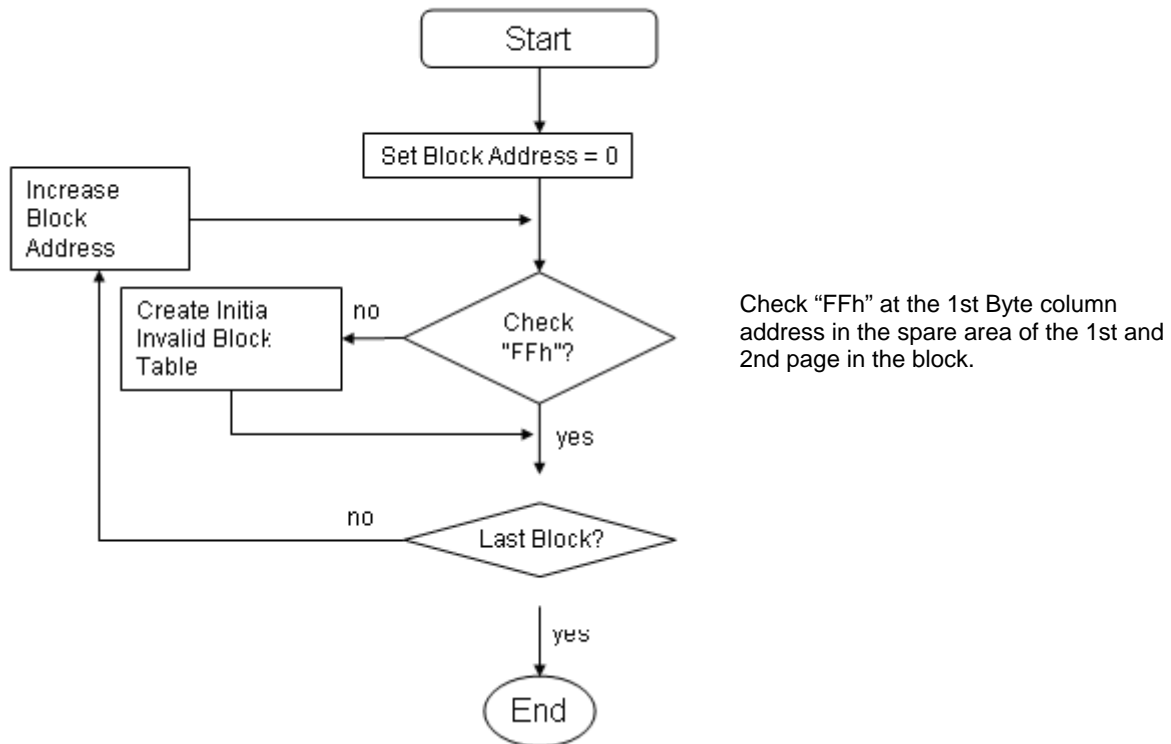 Start
Set Block Address = 0
Increase
Block
Address
Create Initia
Invalid Block
Table
no
Check
"FFh"?
Check “FFh” at the 1st Byte column
address in the spare area of the 1st and
2nd page in the block.
yes
no
Last Block?
yes
End